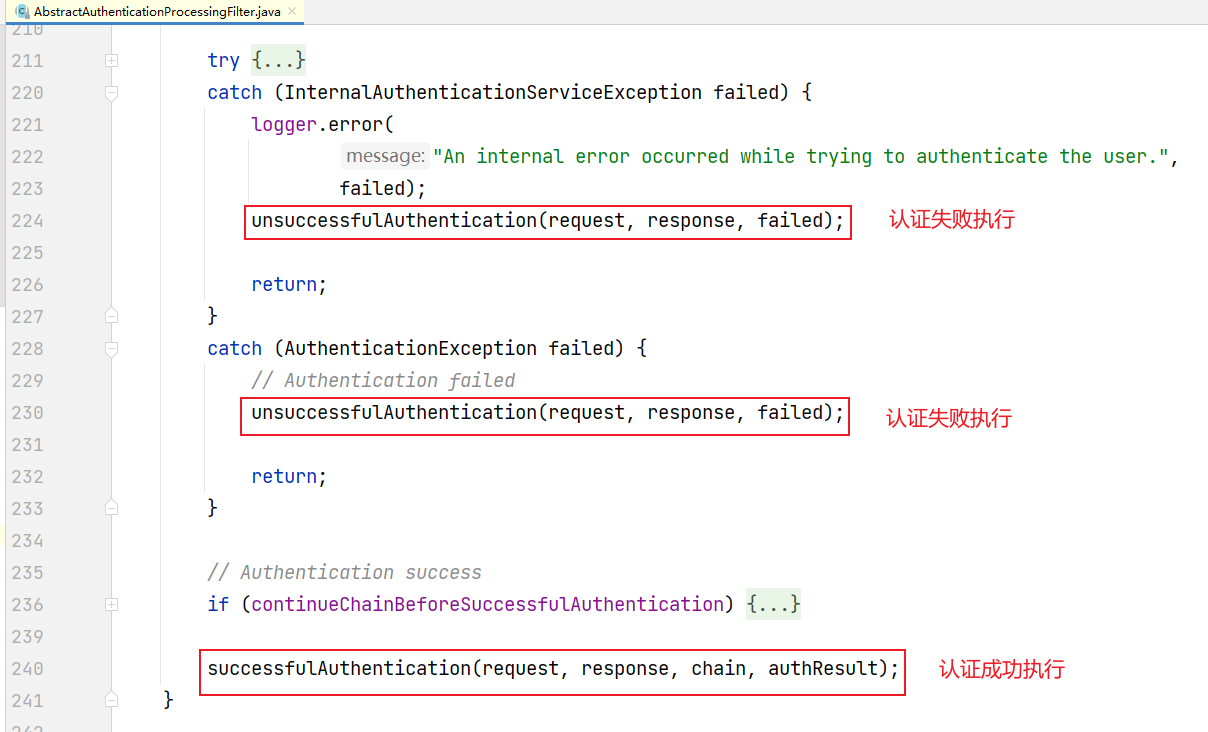 AbstractAuthenticationProcessingFilter.java ×
210
211 try {...}
220 catch (InternalAuthenticationServiceException failed) {
221 logger.error(
222 message: "An internal error occurred while trying to authenticate the user.",
223 failed);
224 unsuccessfulAuthentication(request, response, failed); 认证失败执行
225
226 return;
227 }
228 catch (AuthenticationException failed) {
229 // Authentication failed
230 unsuccessfulAuthentication(request, response, failed); 认证失败执行
231
232 return;
233 }
234
235 // Authentication success
236 if (continueChainBeforeSuccessfulAuthentication) {...}
239
240 successfulAuthentication(request, response, chain, authResult); 认证成功执行
241 }
242